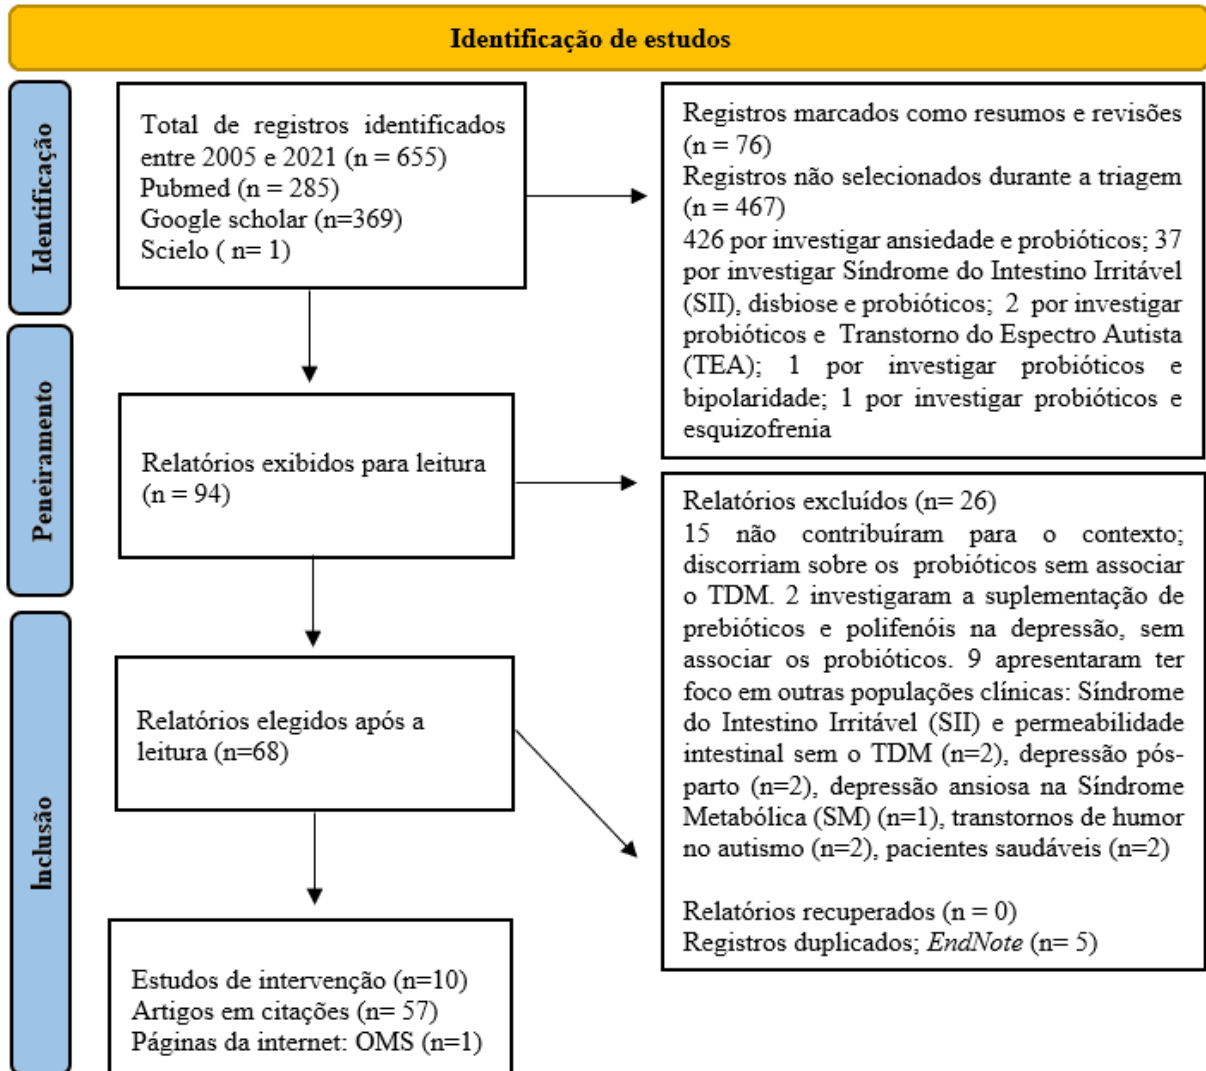 Identificação de estudos
Identificação
Total de registros identificados
entre 2005 e 2021 (n = 655)
Pubmed (n = 285)
Google scholar (n=369)
Scielo ( n= 1)
Registros marcados como resumos e revisões
(n = 76)
Registros não selecionados durante a triagem
(n = 467)
426 por investigar ansiedade e probióticos; 37
por investigar Síndrome do Intestino Irritável
(SII), disbiose e probióticos; 2 por investigar
probióticos e Transtorno do Espectro Autista
(TEA); 1 por investigar probióticos e
bipolaridade; 1 por investigar probióticos e
esquizofrenia
Peneiramento
Relatórios exibidos para leitura
(n = 94)
Relatórios excluídos (n= 26)
15 não contribuíram para o contexto;
discorriam sobre os probióticos sem associar
o TDM. 2 investigaram a suplementação de
prebióticos e polifenóis na depressão, sem
associar os probióticos. 9 apresentaram ter
foco em outras populações clínicas: Síndrome
do Intestino Irritável (SII) e permeabilidade
intestinal sem o TDM (n=2), depressão pós-
parto (n=2), depressão ansiosa na Síndrome
Metabólica (SM) (n=1), transtornos de humor
no autismo (n=2), pacientes saudáveis (n=2)
Relatórios recuperados (n = 0)
Registros duplicados; EndNote (n= 5)
Inclusão
Relatórios elegidos após a
leitura (n=68)
Estudos de intervenção (n=10)
Artigos em citações (n= 57)
Páginas da internet: OMS (n=1)